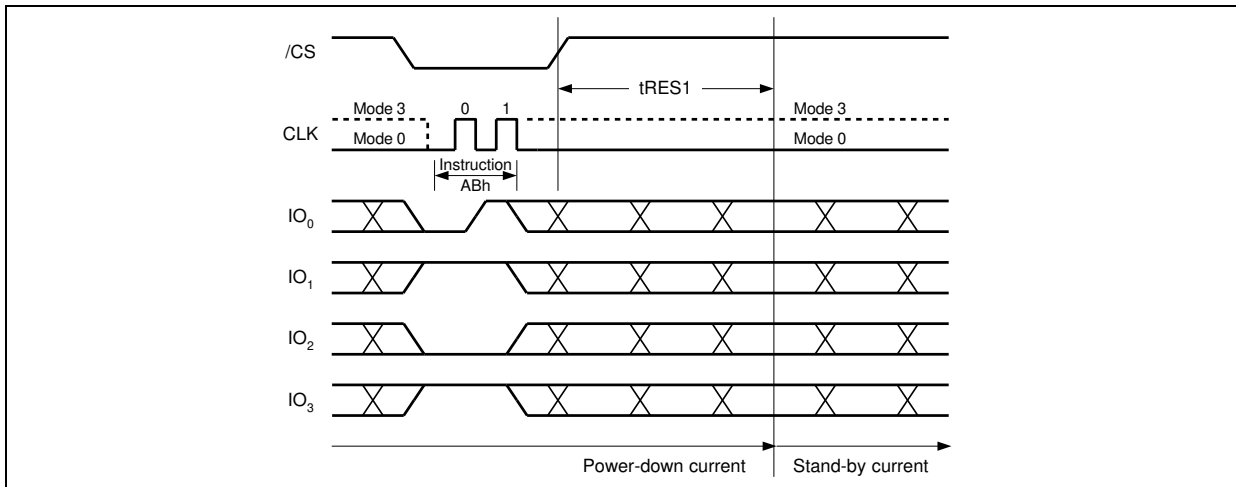 /CS
tRES1
Mode 3 0 1 Mode 3
CLK
Mode 0 Mode 0
Instruction
ABh
IO0
IO1
IO2
IO3
Power-down current Stand-by current